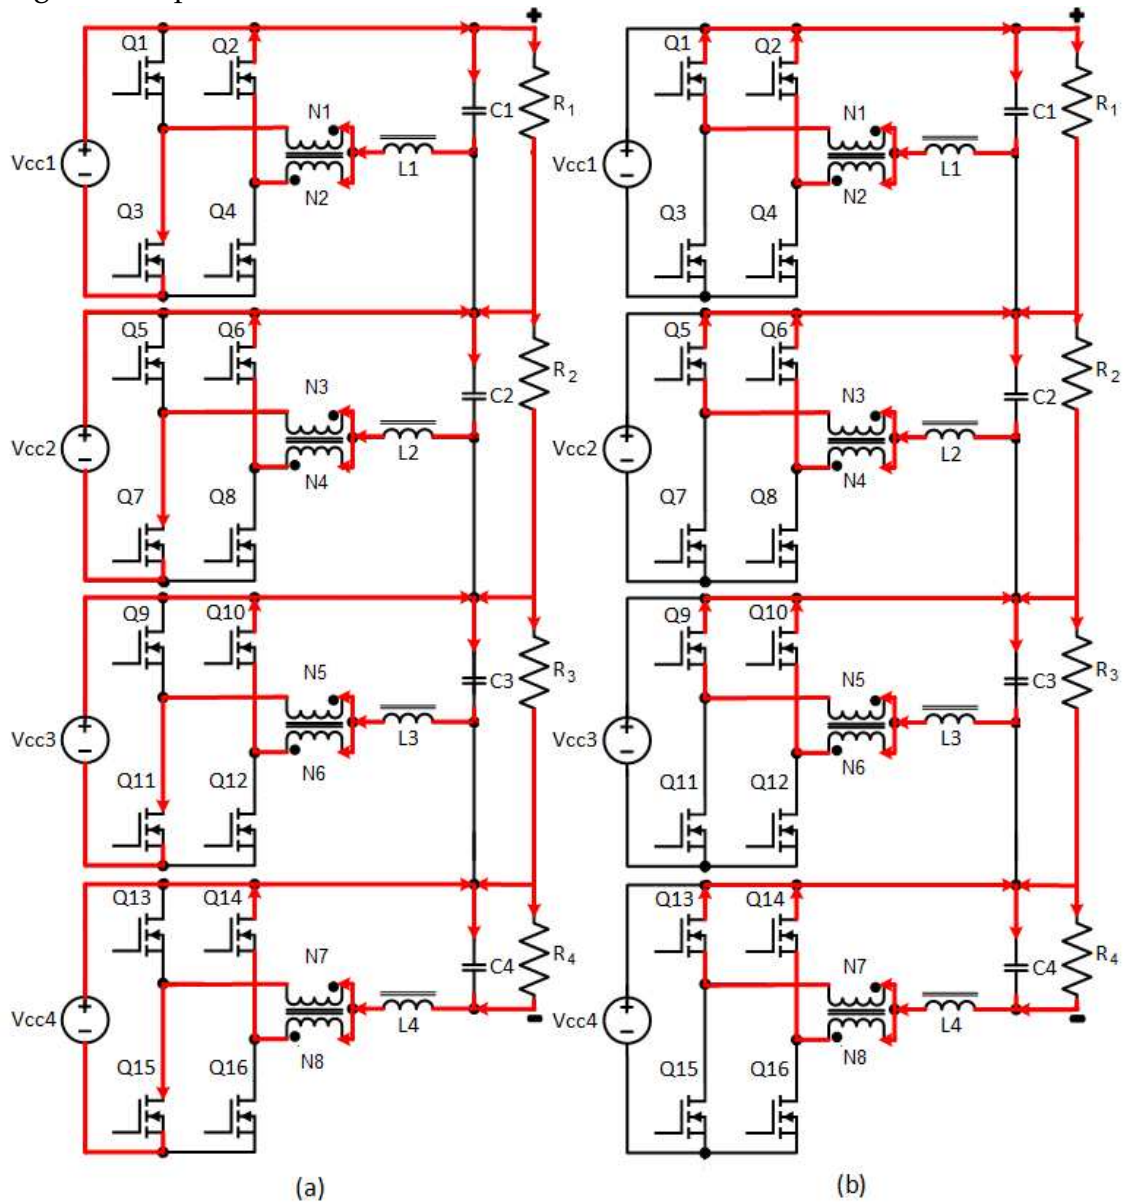 Q1 Q2
N1
C1 R1
Vcc1
N2
L1
Q3 Q4
Q5 Q6
N3
C2 R2
Vcc2
N4
L2
Q7 Q8
Q9 Q10
N5
C3 R3
Vcc3
N6
L3
Q11 Q12
Q13 Q14
N7
C4 R4
Vcc4
N8
L4
Q15 Q16
(a)
Q1 Q2
N1
C1 R1
Vcc1
N2
L1
Q3 Q4
Q5 Q6
N3
C2 R2
Vcc2
N4
L2
Q7 Q8
Q9 Q10
N5
C3 R3
Vcc3
N6
L3
Q11 Q12
Q13 Q14
N7
C4 R4
Vcc4
N8
L4
Q15 Q16
(b)